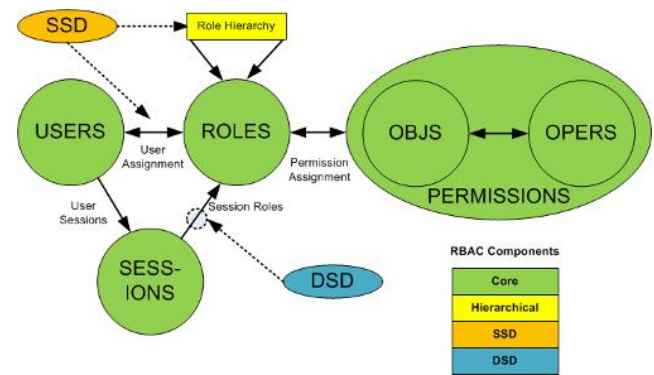 SSD
Role Hierarchy
USERS
User
Assignment
ROLES
Permission
Assignment
OBJS
OPERS
PERMISSIONS
User
Sessions
Session Roles
SESS-
IONS
DSD
RBAC Components
Core
Hierarchical
SSD
DSD